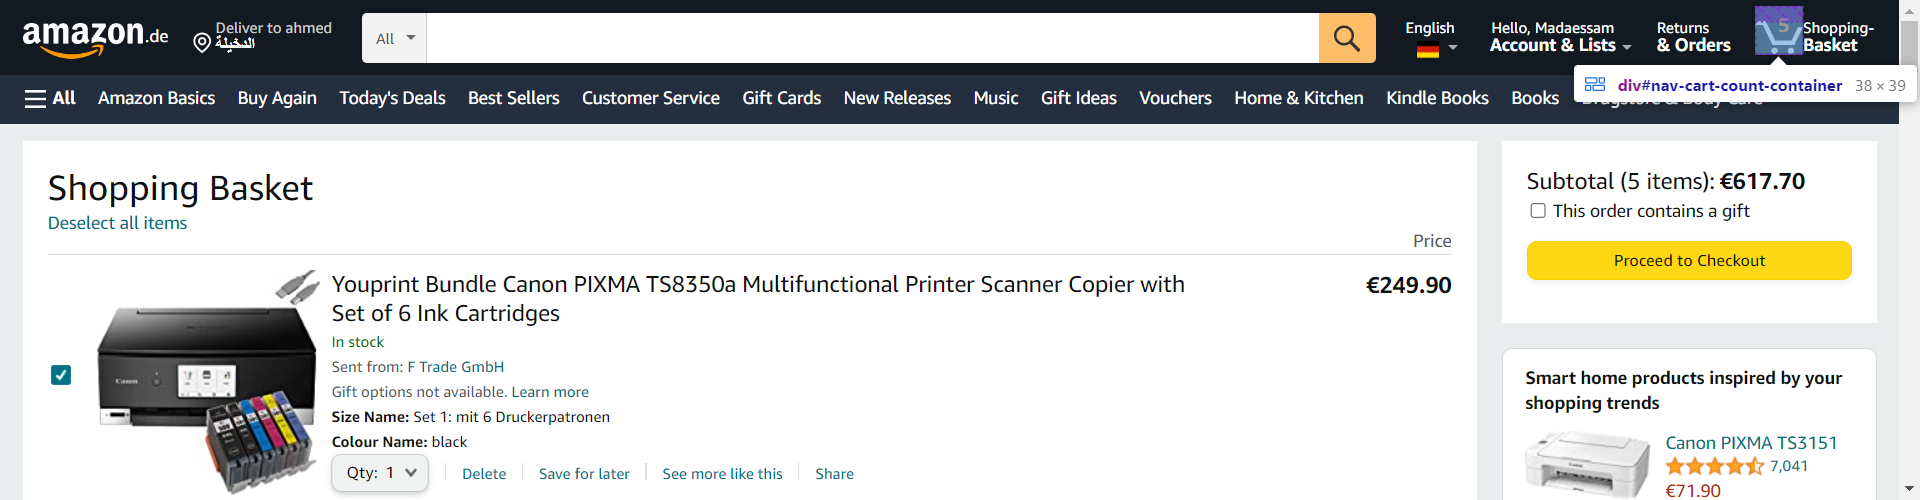 amazon.de
Deliver to ahmed
الدخيلة
All
English
Hello, Madaessam
Account & Lists
Returns
& Orders
5
Shopping-
Basket
All
Amazon Basics
Buy Again
Today's Deals
Best Sellers
Customer Service
Gift Cards
New Releases
Music
Gift Ideas
Vouchers
Home & Kitchen
Kindle Books
Books
div#nav-cart-count-container 38 × 39
Shopping Basket
Deselect all items
Price
Youprint Bundle Canon PIXMA TS8350a Multifunctional Printer Scanner Copier with
Set of 6 Ink Cartridges
€249.90
In stock
Sent from: F Trade GmbH
Gift options not available. Learn more
Size Name: Set 1: mit 6 Druckerpatronen
Colour Name: black
Qty: 1
Delete
Save for later
See more like this
Share
Canon
Subtotal (5 items): €617.70
This order contains a gift
Proceed to Checkout
Smart home products inspired by your
shopping trends
Canon PIXMA TS3151
7,041
€71.90